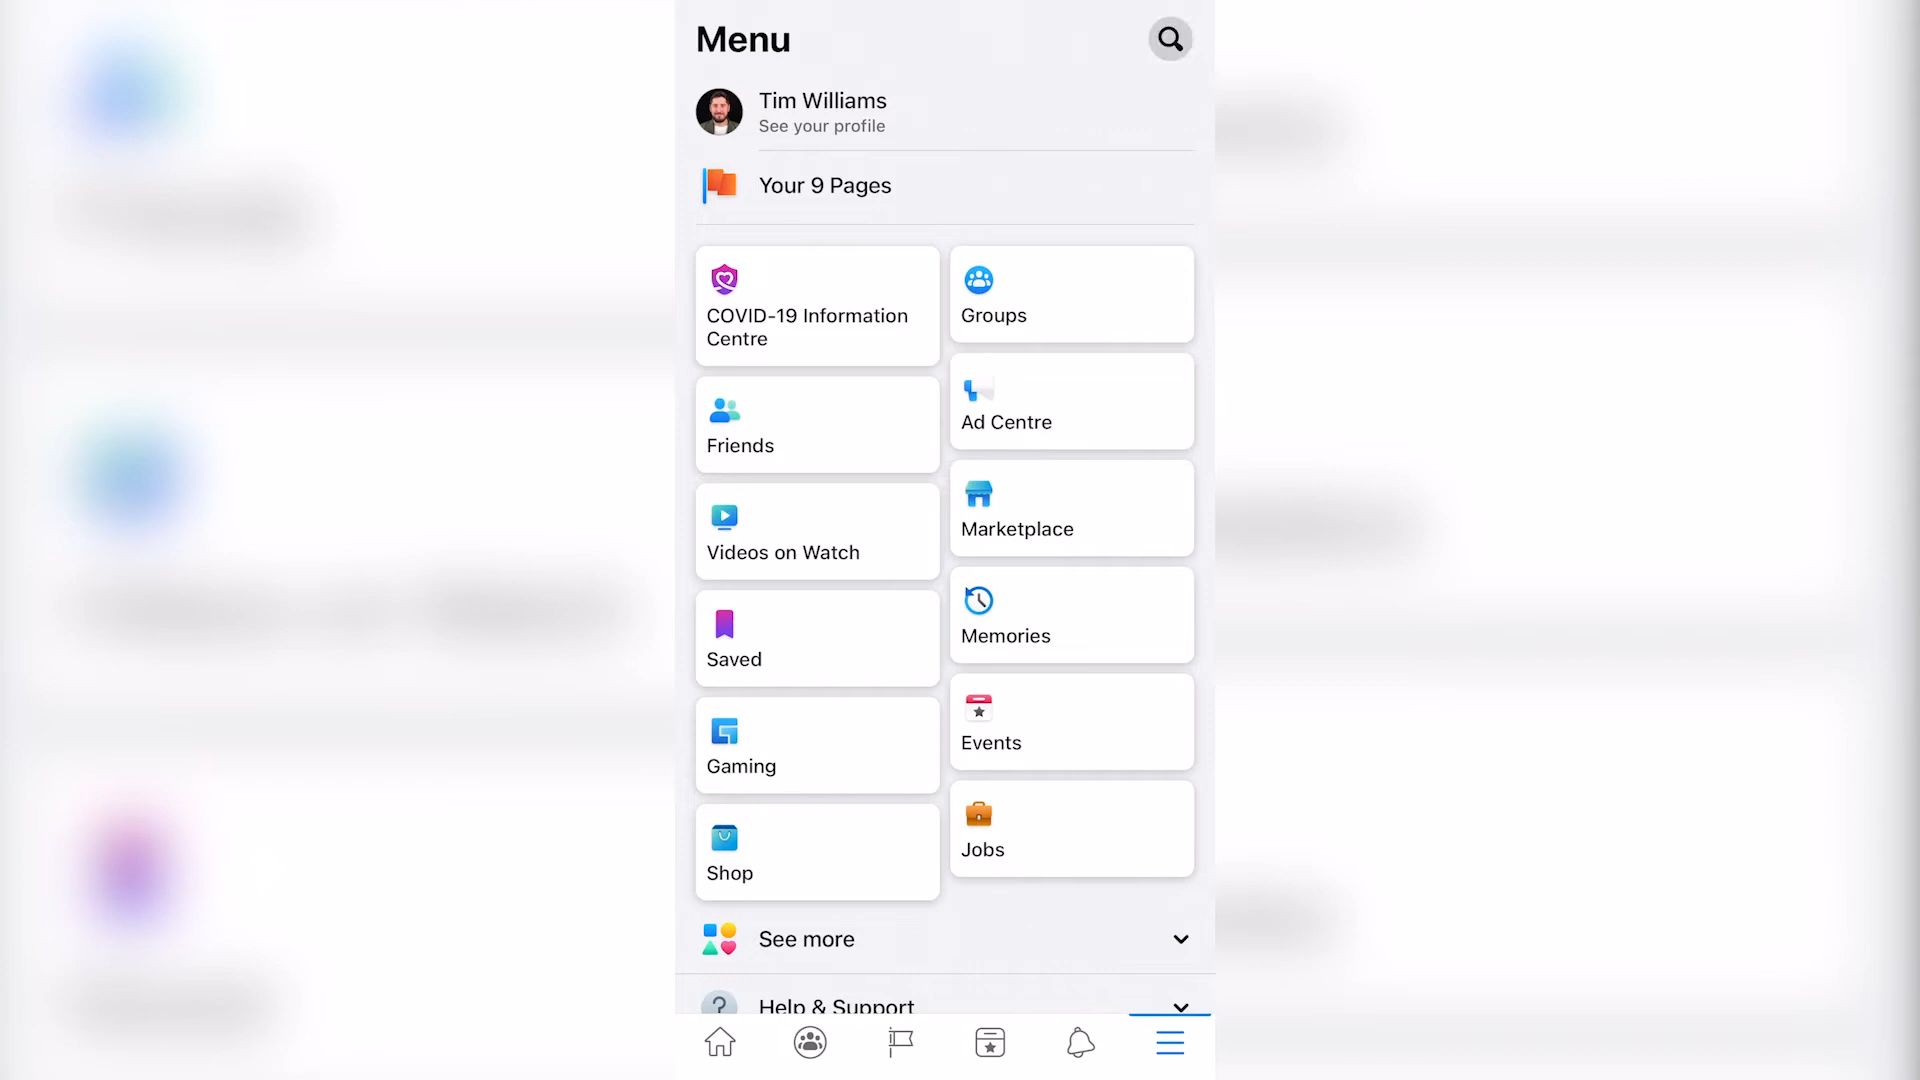 Menu
Tim Williams
See your profile
Your 9 Pages
COVID-19 Information
Centre
Groups
Friends
Ad Centre
Videos on Watch
Marketplace
Saved
Memories
Gaming
Events
Shop
Jobs
See more
Help & Support